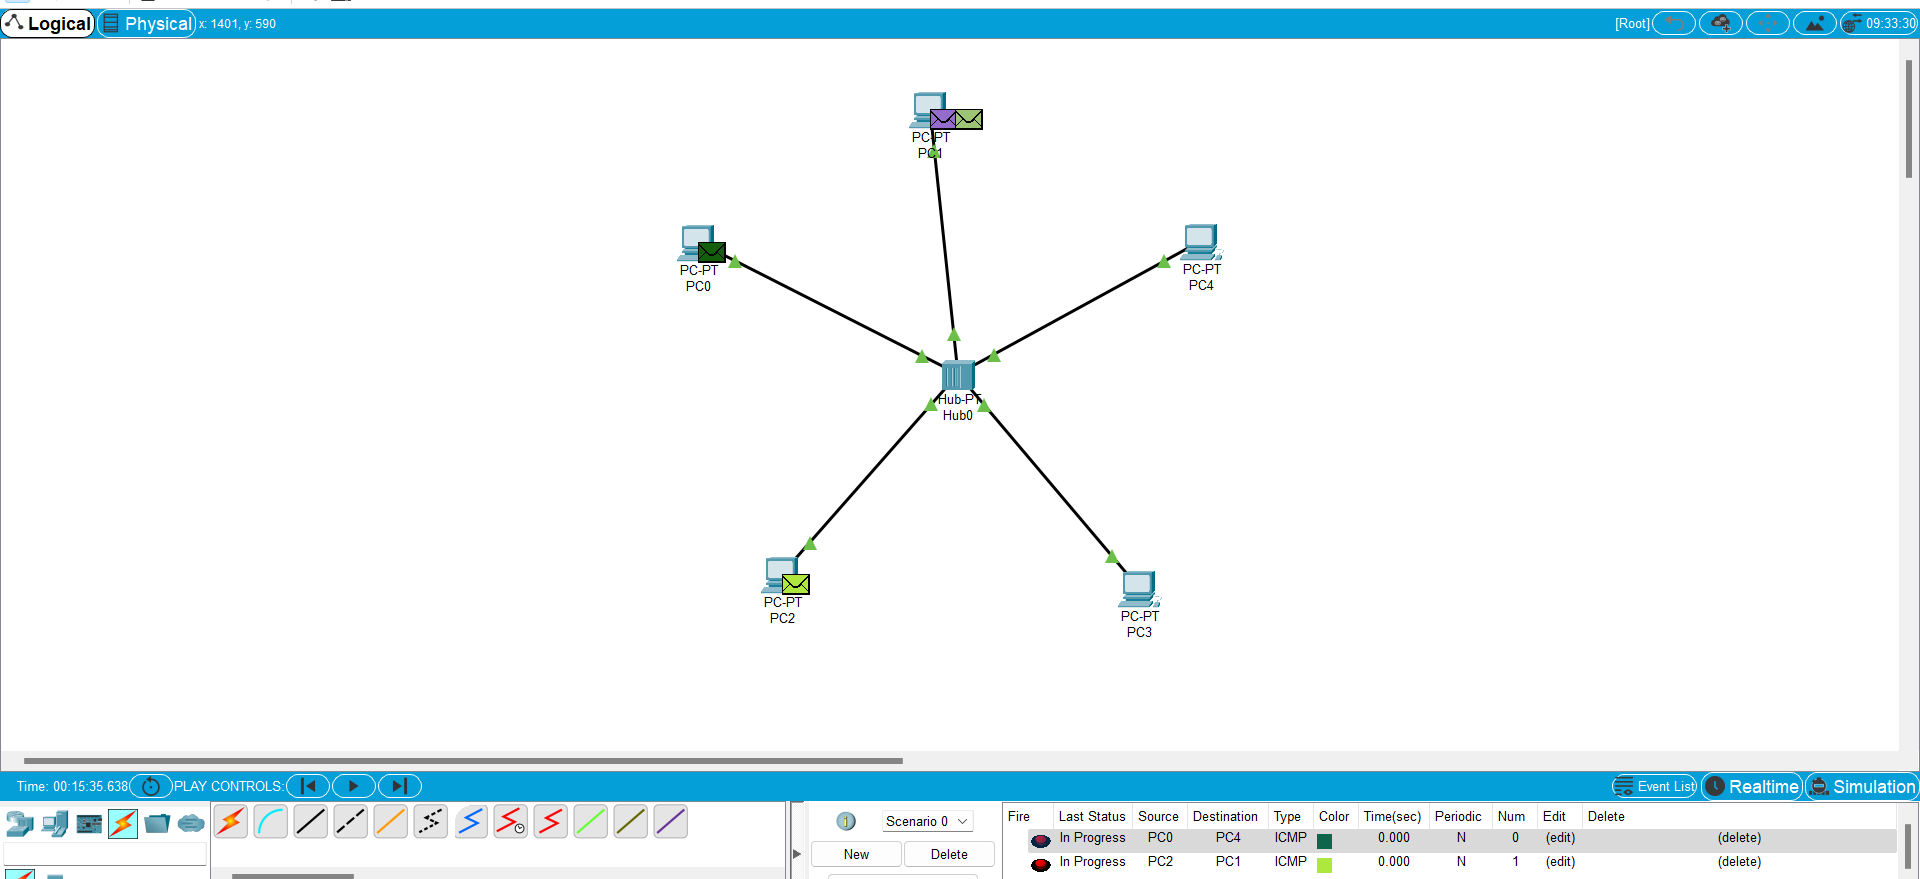 Logical Physical x: 1401, y: 590 [Root] 09:33:30
PC-PT
PC1
PC-PT
PC0
PC-PT
PC4
Hub-PT
Hub0
PC-PT
PC2
PC-PT
PC3
Time: 00:15:35.638 PLAY CONTROLS: Event List Realtime Simulation
Scenario 0
New Delete
Fire Last Status Source Destination Type Color Time(sec) Periodic Num Edit Delete
In Progress PC0 PC4 ICMP 0.000 N 0 (edit) (delete)
In Progress PC2 PC1 ICMP 0.000 N 1 (edit) (delete)